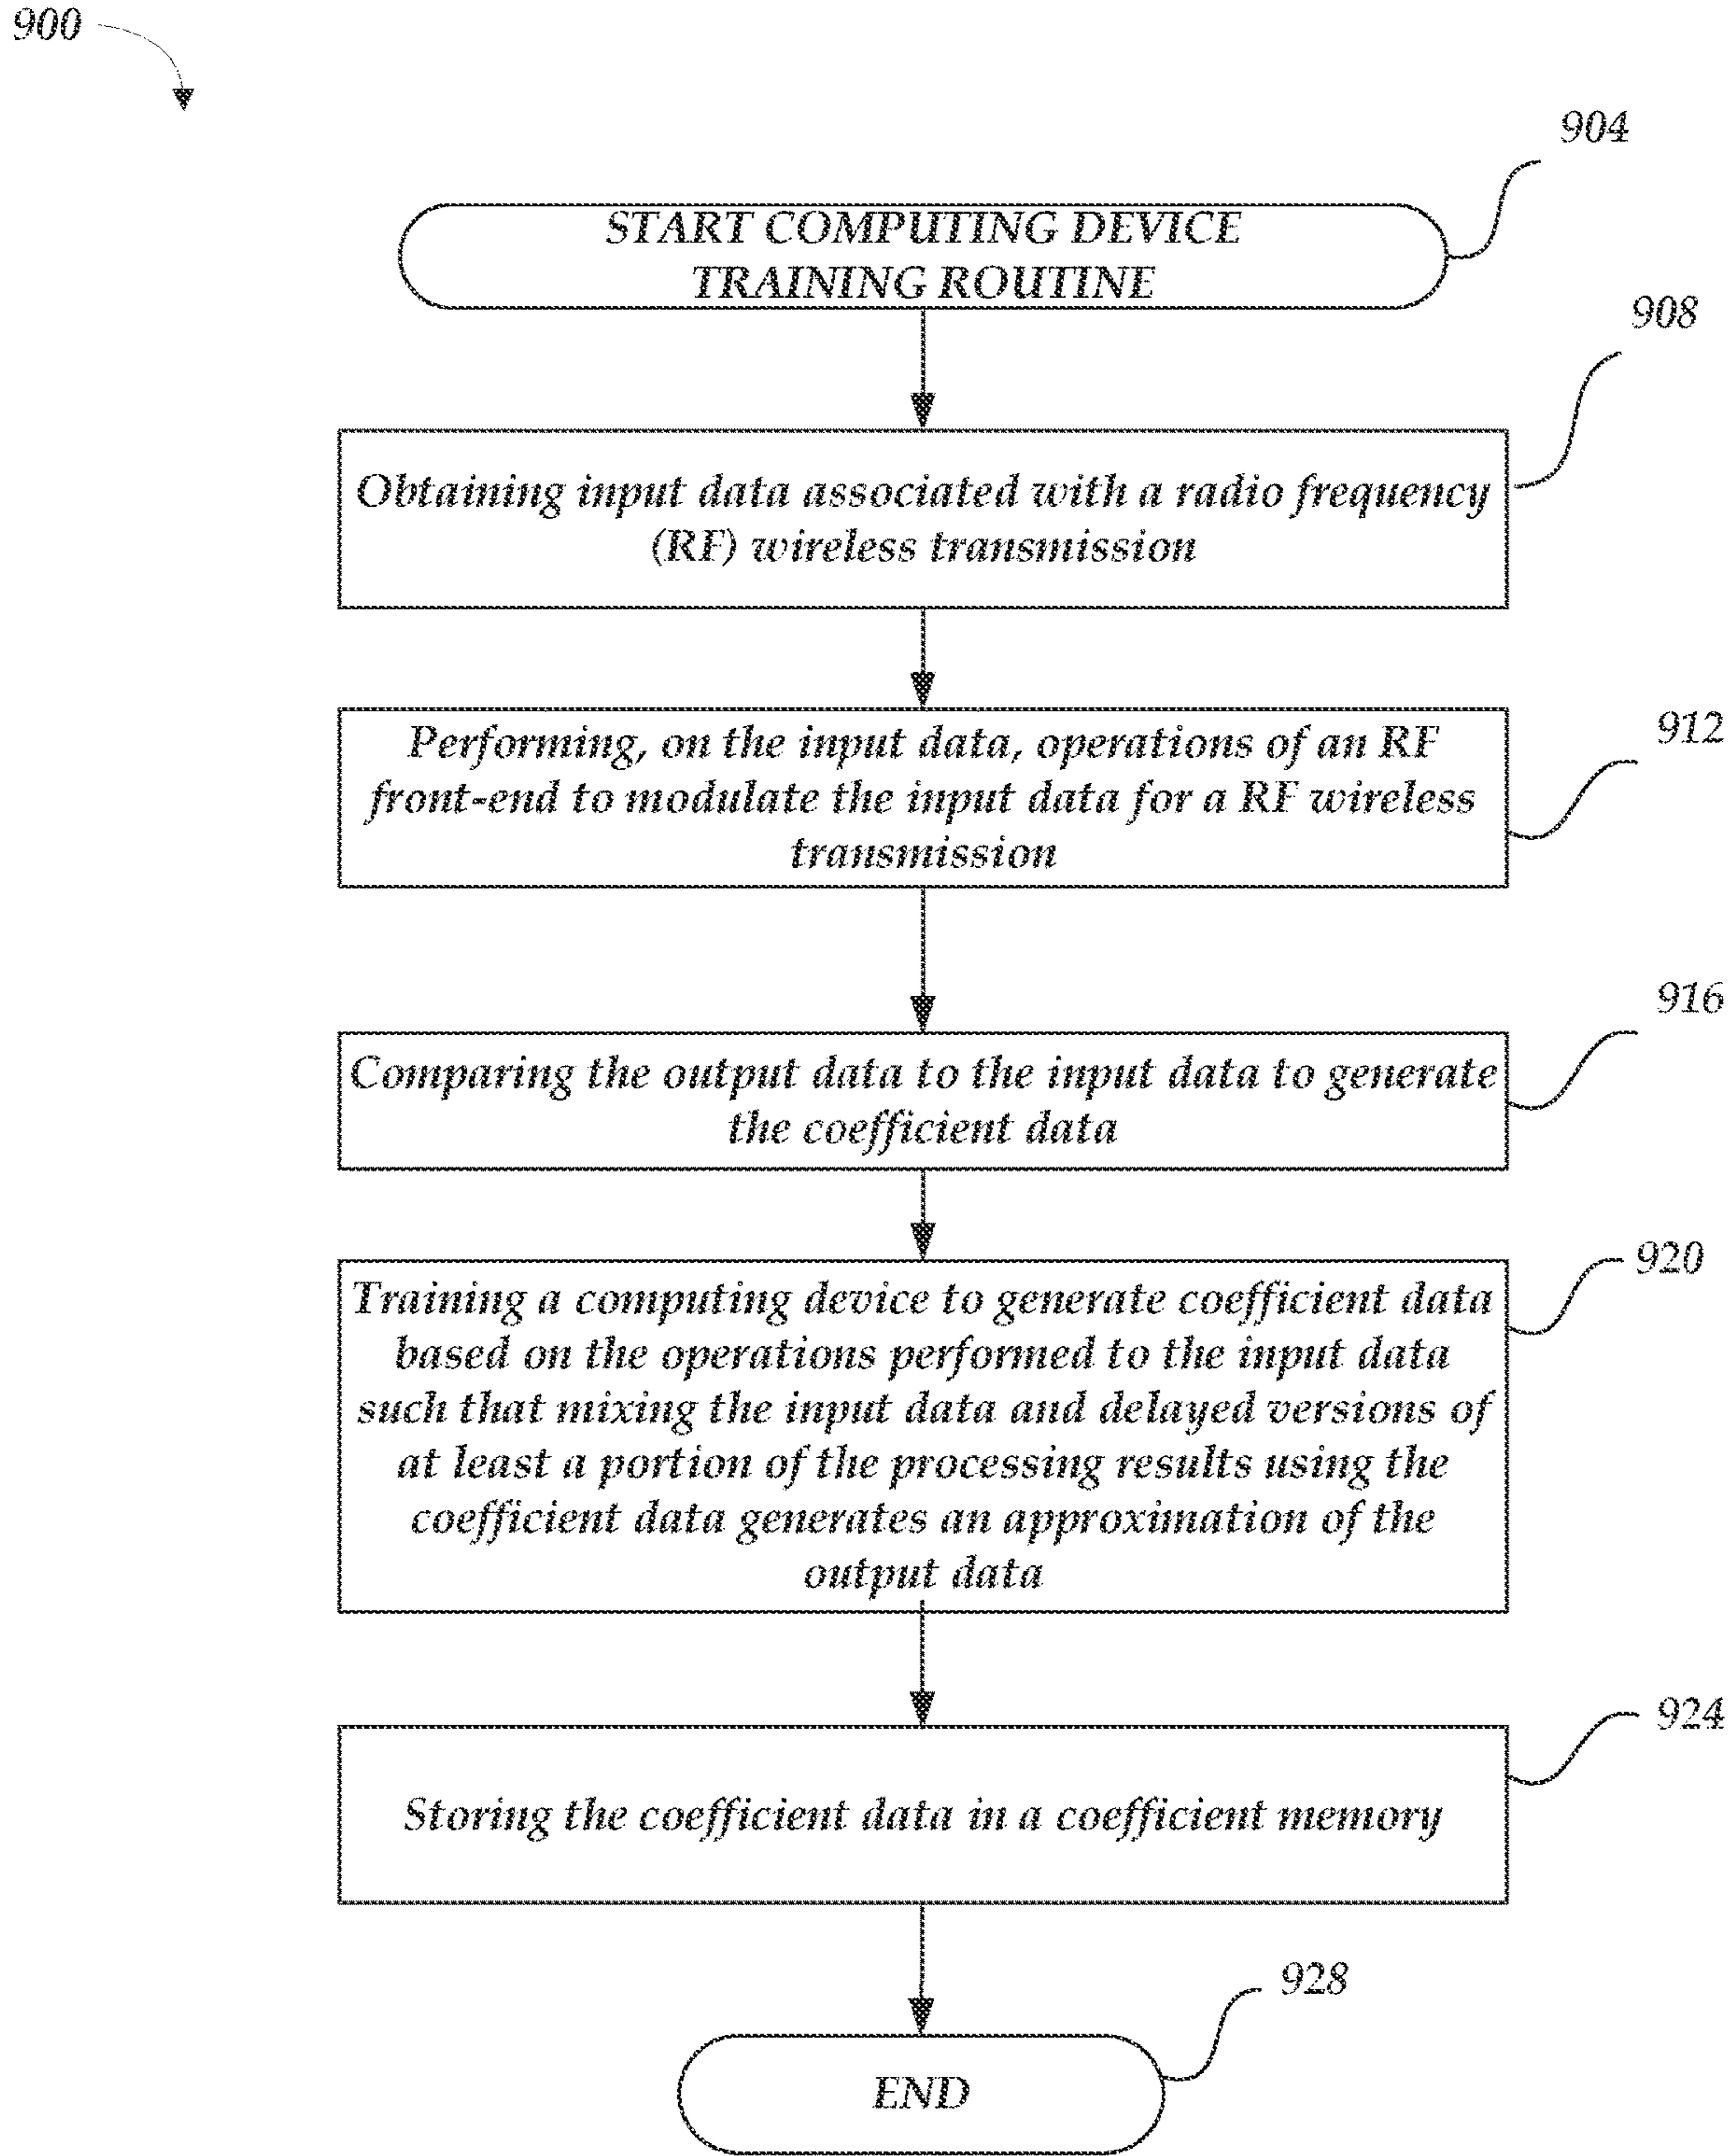 900
904
START COMPUTING DEVICE
TRAINING ROUTINE
908
Obtaining input data associated with a radio frequency
(RF) wireless transmission
912
Performing, on the input data, operations of an RF
front-end to modulate the input data for a RF wireless
transmission
916
Comparing the output data to the input data to generate
the coefficient data
920
Training a computing device to generate coefficient data
based on the operations performed to the input data
such that mixing the input data and delayed versions of
at least a portion of the processing results using the
coefficient data generates an approximation of the
output data
924
Storing the coefficient data in a coefficient memory
928
END